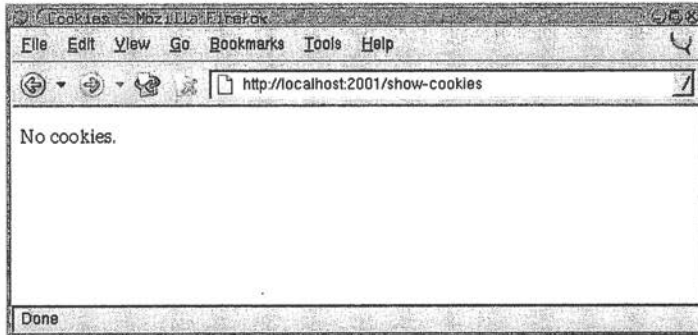 Cookies - Mozilla Firefox
File Edit View Go Bookmarks Tools Help
http://localhost:2001/show-cookies
No cookies.
Done